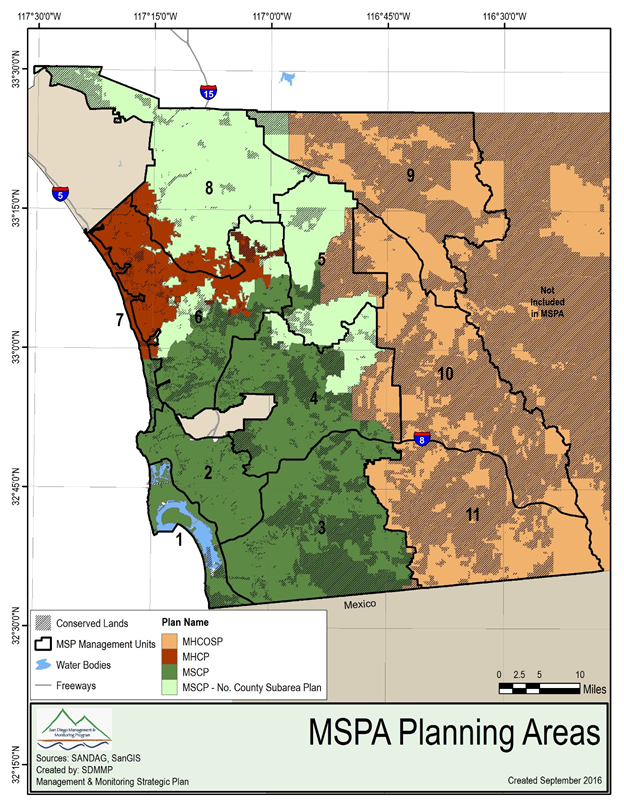 117°30'0"W
117°15'0"W
117°0'0"W
116°45'0"W
116°30'0"W
33°30'0"N
33°15'0"N
33°0'0"N
32°45'0"N
32°30'0"N
32°15'0"N
15
5
8
9
5
7
6
Not
Included
in MSPA
10
4
8
2
3
11
1
Mexico
Conserved Lands
MSP Management Units
Water Bodies
Freeways
Plan Name
MHCOSP
MHCP
MSCP
MSCP - No. County Subarea Plan
0 2.5 5 10
Miles
San Diego Management &
Monitoring Program
Sources: SANDAG, SanGIS
Created by: SDMMP
Management & Monitoring Strategic Plan
MSPA Planning Areas
Created September 2016